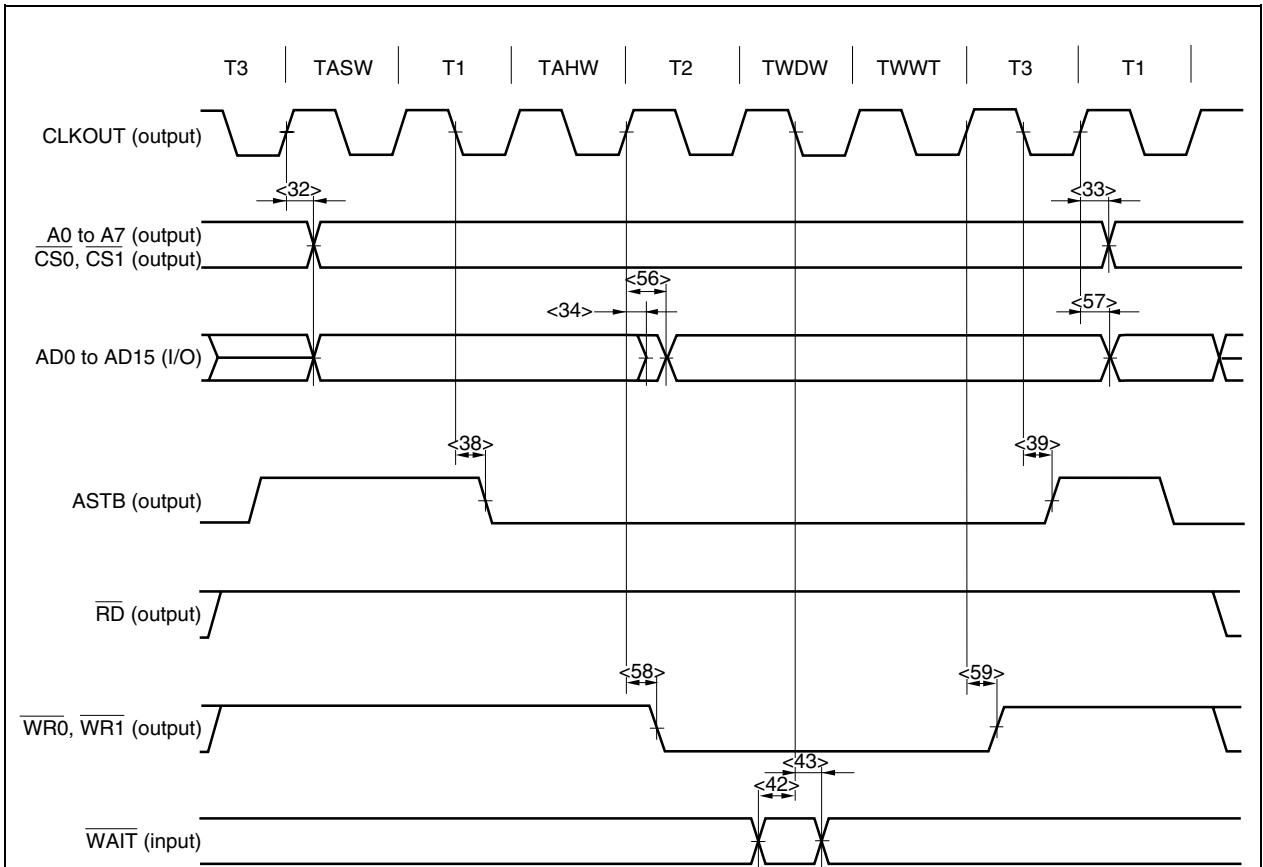 T3 TASW T1 TAHW T2 TWDW TWWT T3 T1
CLKOUT (output)
<32> <33>
A0 to A7 (output)
CS0, CS1 (output)
<56>
<34> <57>
AD0 to AD15 (I/O)
<38> <39>
ASTB (output)
RD (output)
<58> <59>
WR0, WR1 (output)
<43>
<42>
WAIT (input)